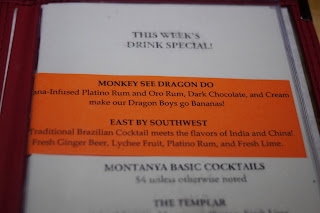 THIS WEEK'S
DRINK SPECIAL!
MONKEY SEE DRAGON DO
ana-Infused Platino Rum and Oro Rum, Dark Chocolate, and Cream
make our Dragon Boys go Bananas!
EAST BY SOUTHWEST
Traditional Brazilian Cocktail meets the flavors of India and China!
Fresh Ginger Beer, Lychee Fruit, Platino Rum, and Fresh Lime.
MONTANYA BASIC COCKTAILS
$4 unless otherwise noted
THE TEMPLAR